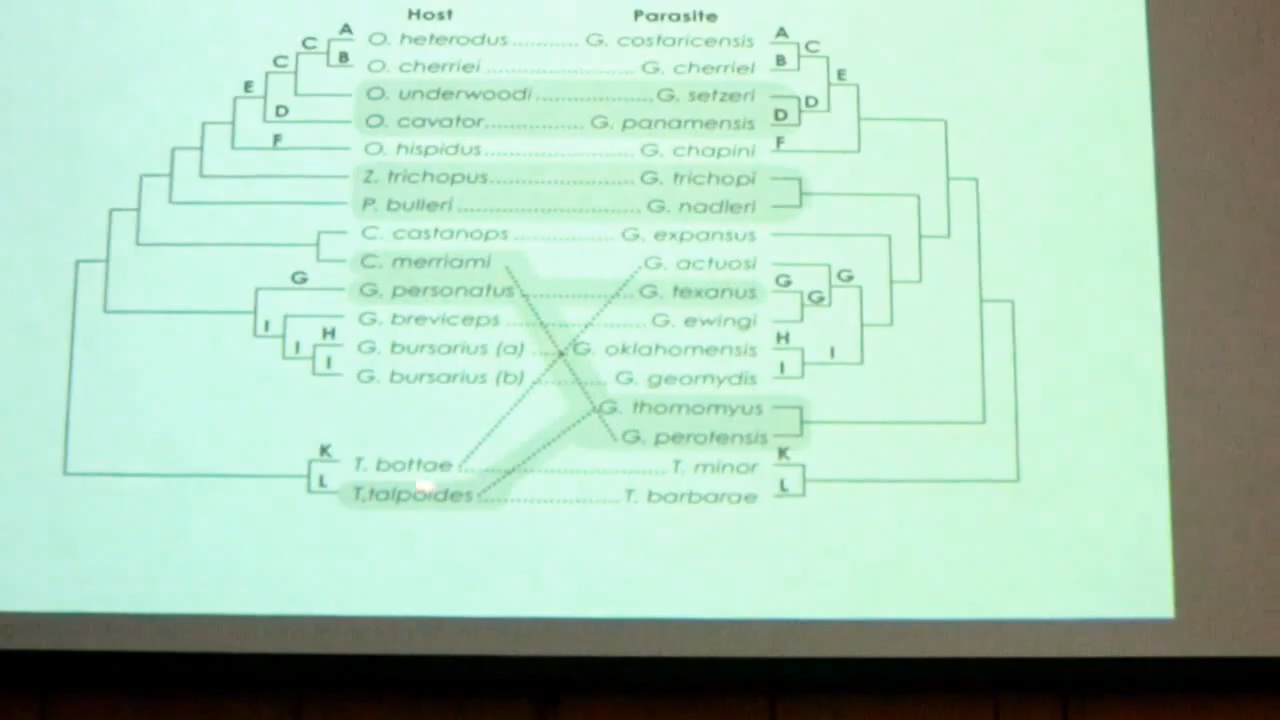 Host Parasite
A O. heterodus............ G. costaricensis A
C C
B O. cherriei .......................... G. cherriei B
C E
E O. underwoodi......................G. setzeri D
D O. cavator.................. G. panamensis D
F O. hispidus........................... G. chapini F
Z. trichopus......................... G. trichopi
P. bulleri ................................ G. nadleri
C. castanops .................. G. expansus
C. merriami G. actuosi
G G G
G. personatus...................... G. texanus G
I G. breviceps ........................ G. ewingi
H G. bursarius (a) .... G. oklahomensis H
I I
I G. bursarius (b) ............ G. geomydis I
G. thomomyus
G. perotensis
K T. bottae................................... T. minor K
L T.talpoides....................... T. barbarae L